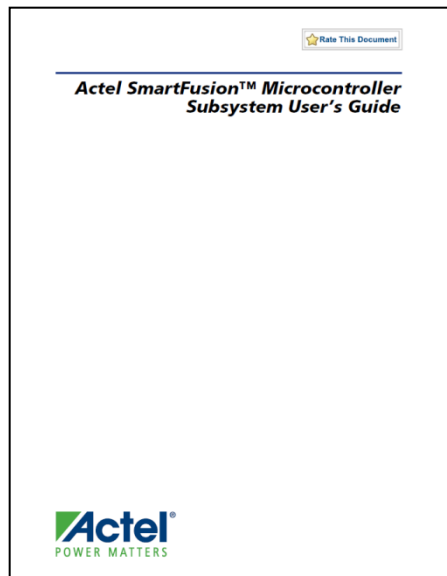 Rate This Document
Actel SmartFusion™ Microcontroller
Subsystem User's Guide
Actel®
POWER MATTERS